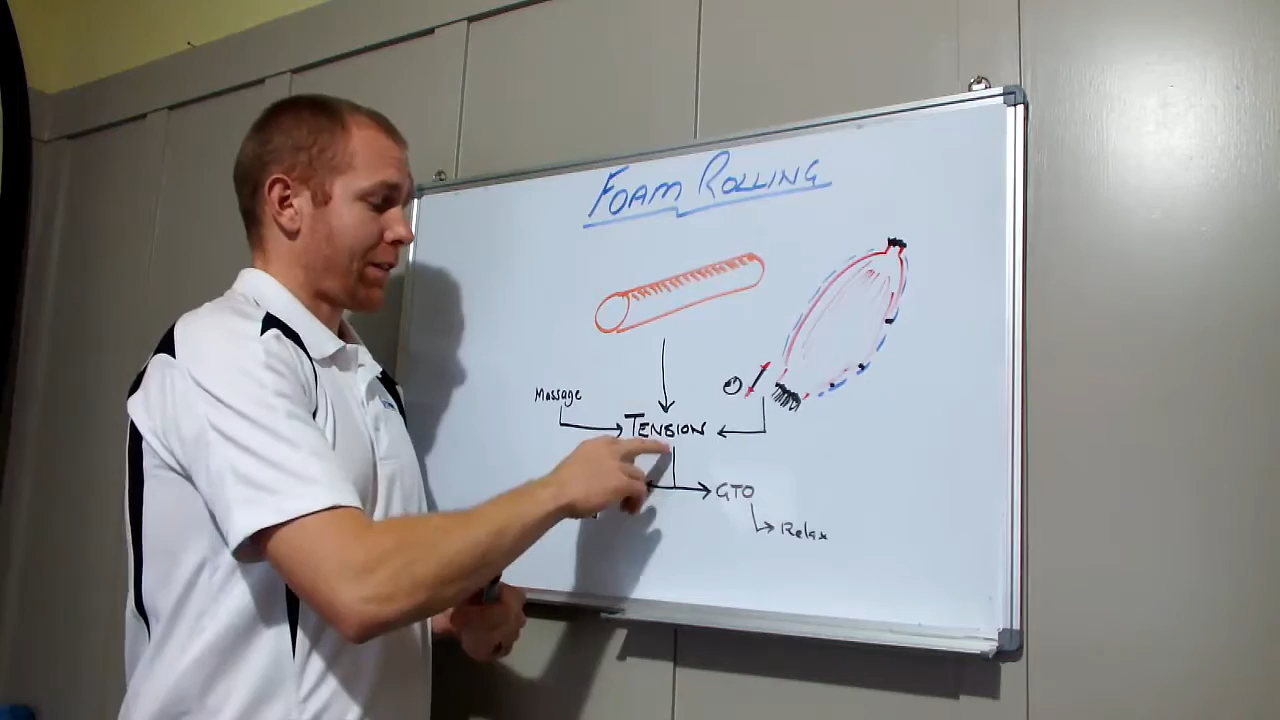 FOAM ROLLING
Massage
TENSION
GTO
Relax